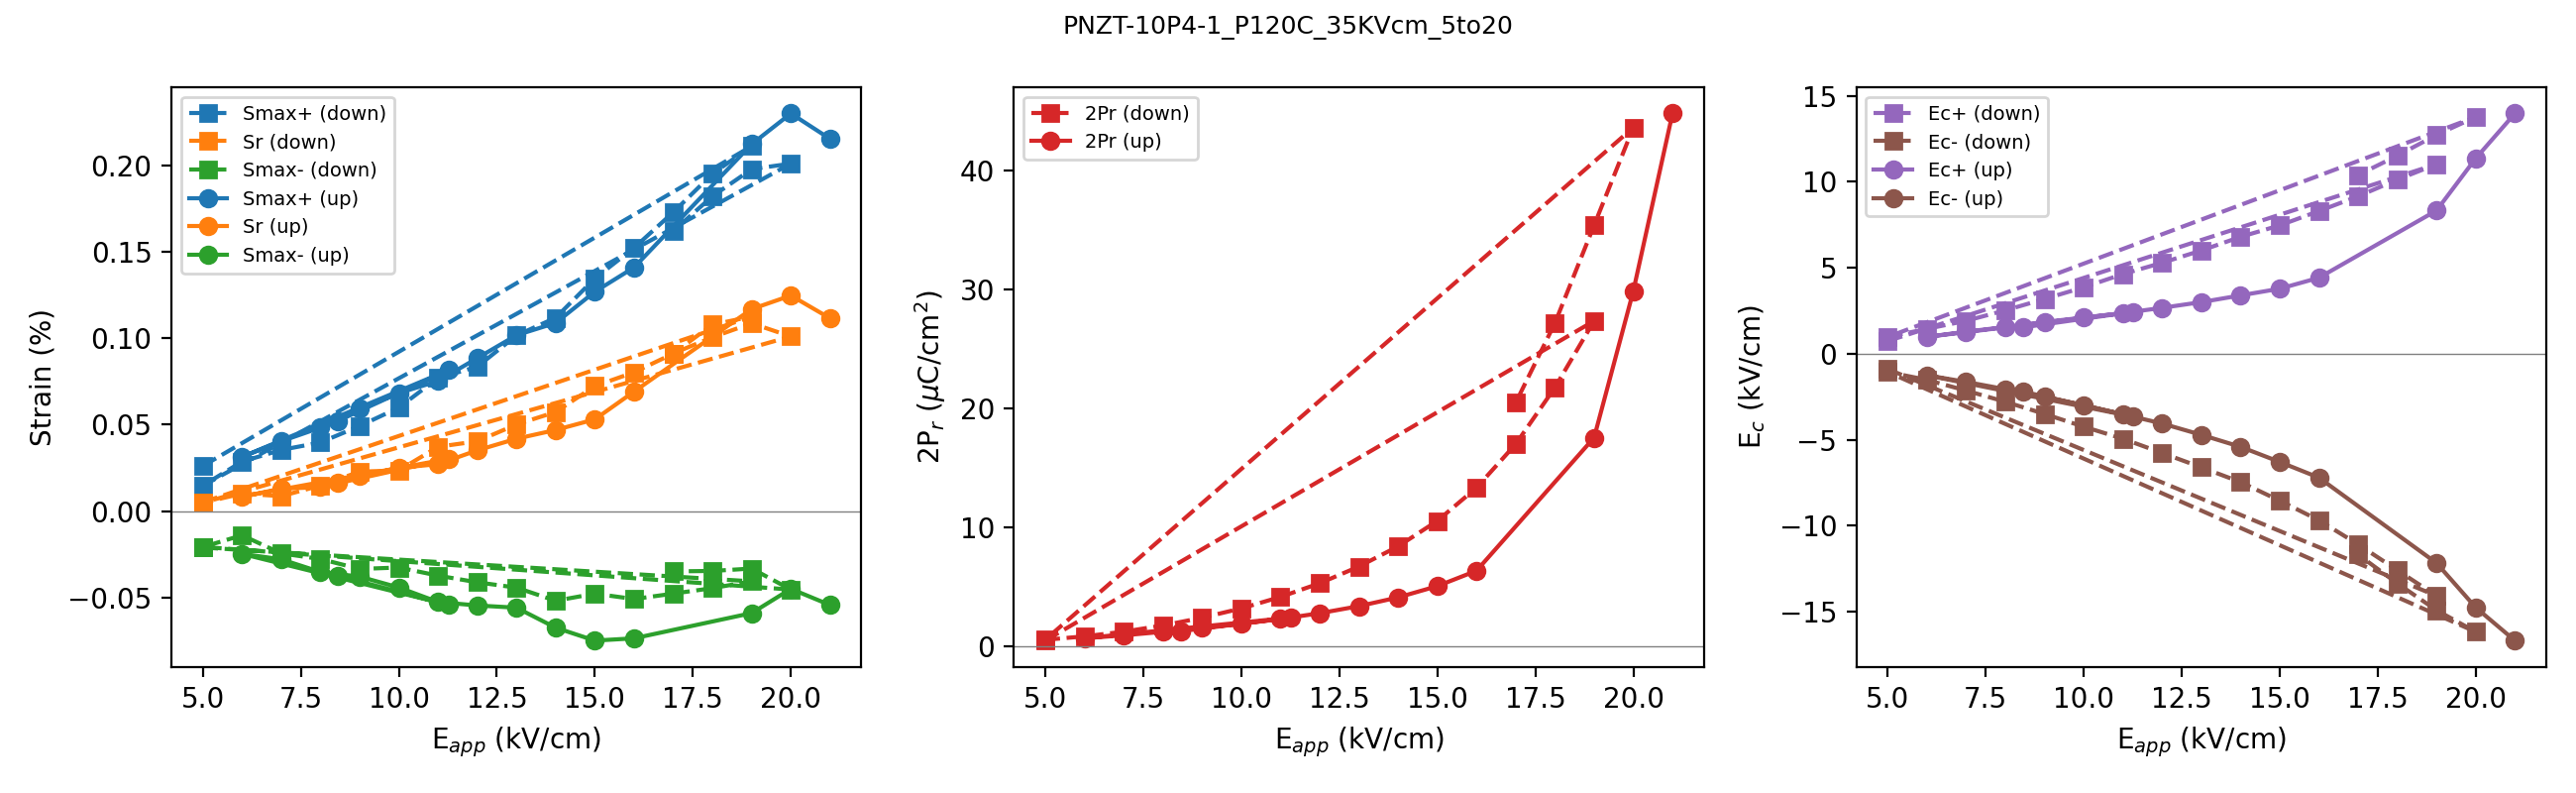 PNZT-10P4-1_P120C_35KVcm_5to20
Strain (%)
0.20
0.15
0.10
0.05
0.00
−0.05
Smax+ (down)
Sr (down)
Smax- (down)
Smax+ (up)
Sr (up)
Smax- (up)
5.0 7.5 10.0 12.5 15.0 17.5 20.0
E_app (kV/cm)
2P_r (μC/cm²)
40
30
20
10
0
2Pr (down)
2Pr (up)
5.0 7.5 10.0 12.5 15.0 17.5 20.0
E_app (kV/cm)
E_c (kV/cm)
15
10
5
0
−5
−10
−15
Ec+ (down)
Ec- (down)
Ec+ (up)
Ec- (up)
5.0 7.5 10.0 12.5 15.0 17.5 20.0
E_app (kV/cm)